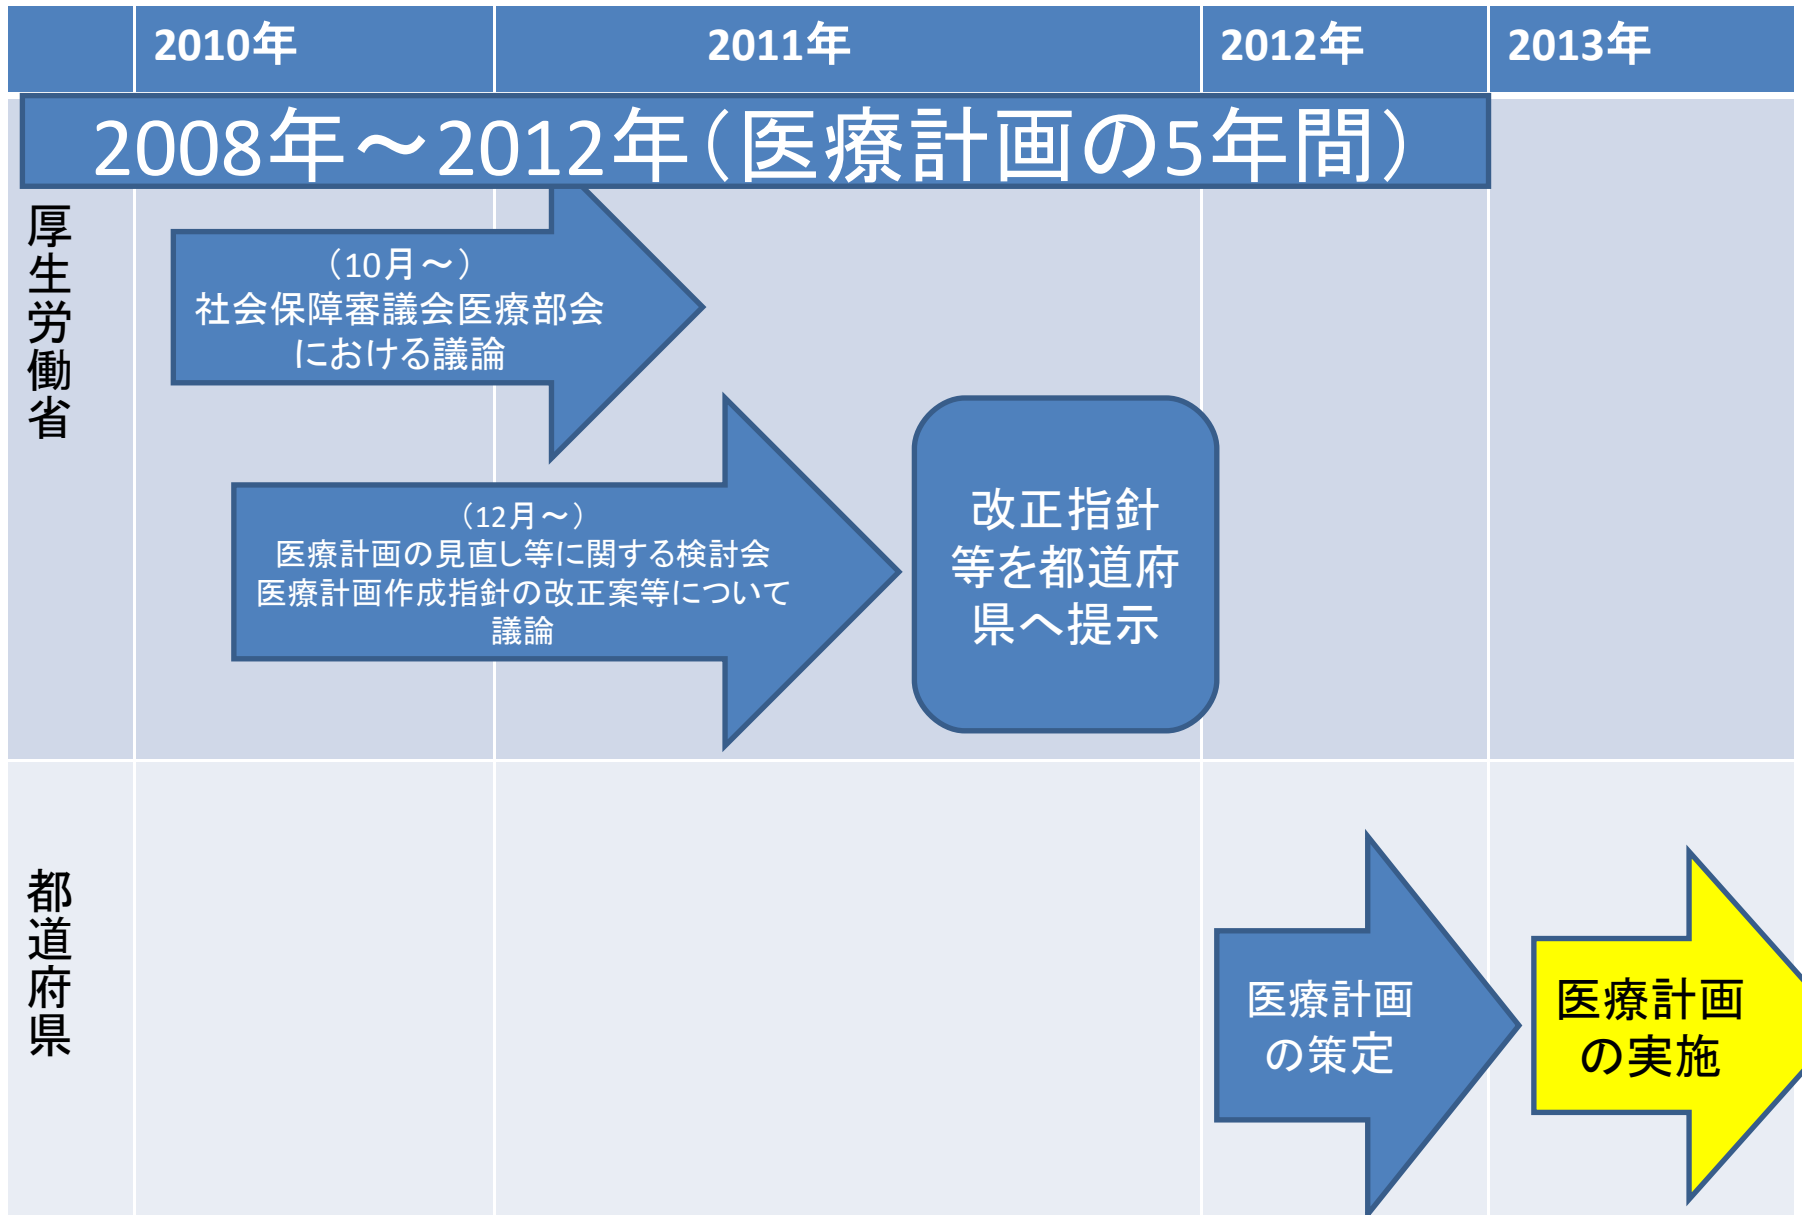 2010年
2011年
2012年
2013年
2008年～2012年（医療計画の5年間）
厚生労働省
（10月～）
社会保障審議会医療部会
における議論
（12月～）
医療計画の見直し等に関する検討会
医療計画作成指針の改正案等について
議論
改正指針
等を都道府
県へ提示
都道府県
医療計画
の策定
医療計画
の実施